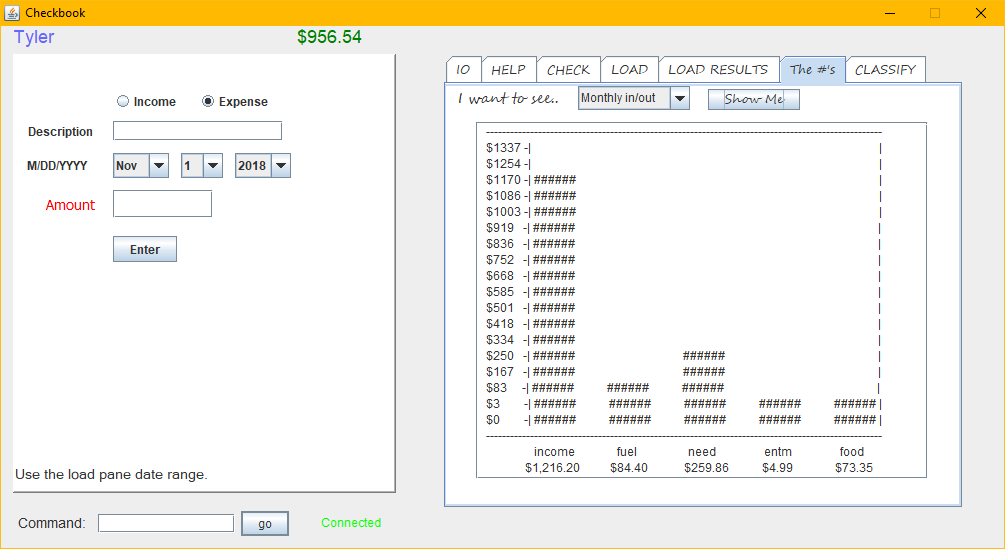 Checkbook
Tyler $956.54
IO HELP CHECK LOAD LOAD RESULTS The #'s CLASSIFY
I want to see.. Monthly in/out Show Me
Income Expense
Description
M/DD/YYYY Nov 1 2018
Amount
Enter
Use the load pane date range.
Command: go Connected
--------------------------------------------------------------------------------
$1337 -| |
$1254 -| |
$1170 -| ###### |
$1086 -| ###### |
$1003 -| ###### |
$919 -| ###### |
$836 -| ###### |
$752 -| ###### |
$668 -| ###### |
$585 -| ###### |
$501 -| ###### |
$418 -| ###### |
$334 -| ###### |
$250 -| ###### ###### |
$167 -| ###### ###### |
$83 -| ###### ###### ###### |
$3 -| ###### ###### ###### ###### ###### |
$0 -| ###### ###### ###### ###### ###### |
--------------------------------------------------------------------------------
income fuel need entm food
$1,216.20 $84.40 $259.86 $4.99 $73.35